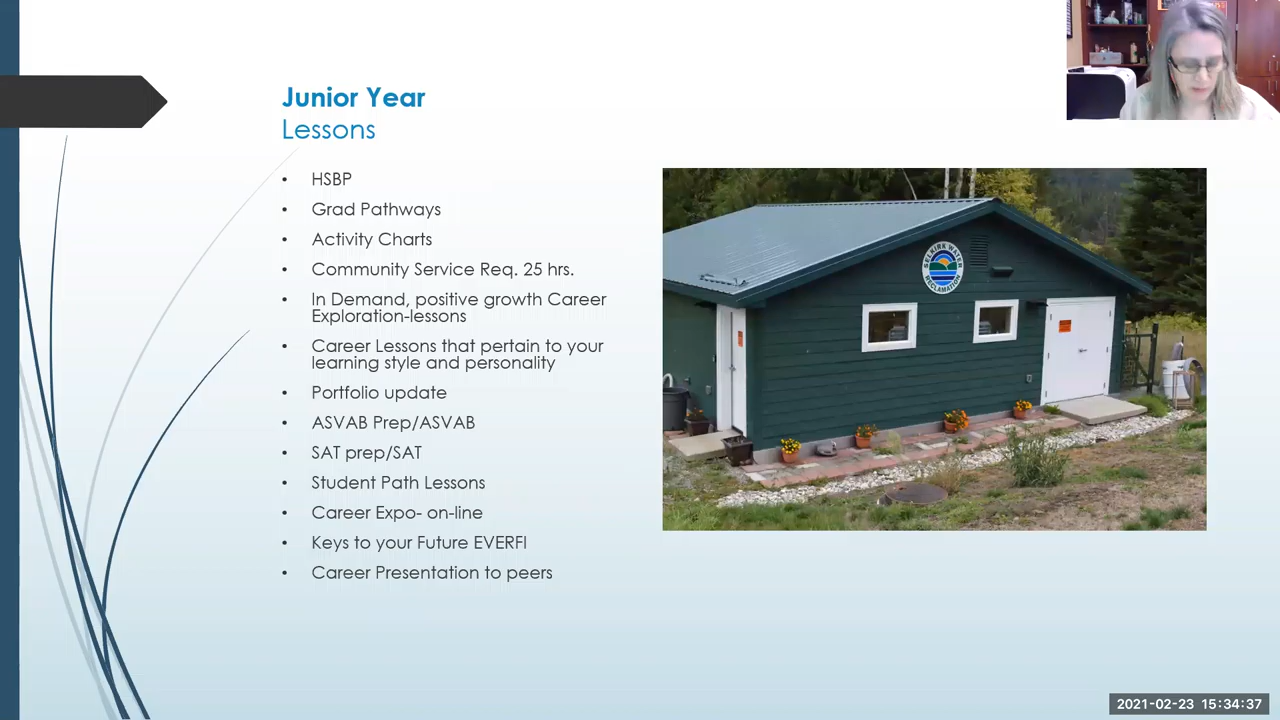 Junior Year
Lessons
• HSBP
• Grad Pathways
• Activity Charts
• Community Service Req. 25 hrs.
• In Demand, positive growth Career
Exploration-lessons
• Career Lessons that pertain to your
learning style and personality
• Portfolio update
• ASVAB Prep/ASVAB
• SAT prep/SAT
• Student Path Lessons
• Career Expo- on-line
• Keys to your Future EVERFI
• Career Presentation to peers
SELKIRK WATER
RECLAMATION
2021-02-23 15:34:37